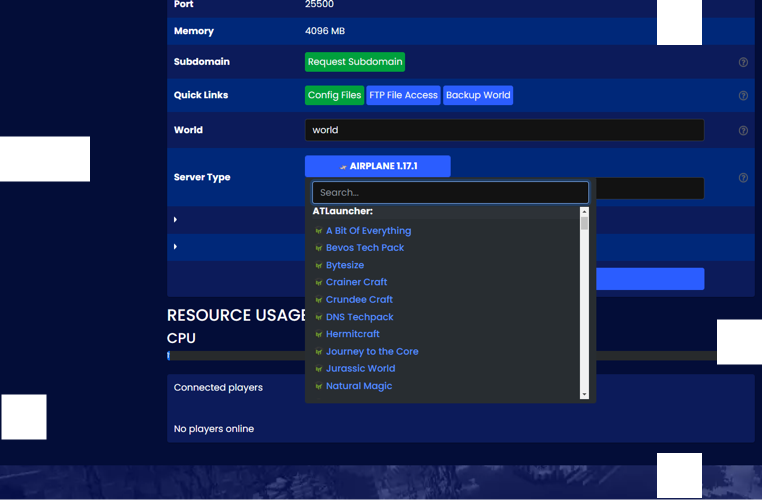 Port 25500
Memory 4096 MB
Subdomain Request Subdomain
Quick Links Config Files FTP File Access Backup World
World world
Server Type AIRPLANE 1.17.1
Search...
ATLauncher:
A Bit Of Everything
Bevos Tech Pack
Bytesize
Crainer Craft
Crundee Craft
DNS Techpack
Hermitcraft
Journey to the Core
Jurassic World
Natural Magic
RESOURCE USAGE
CPU
Connected players
No players online